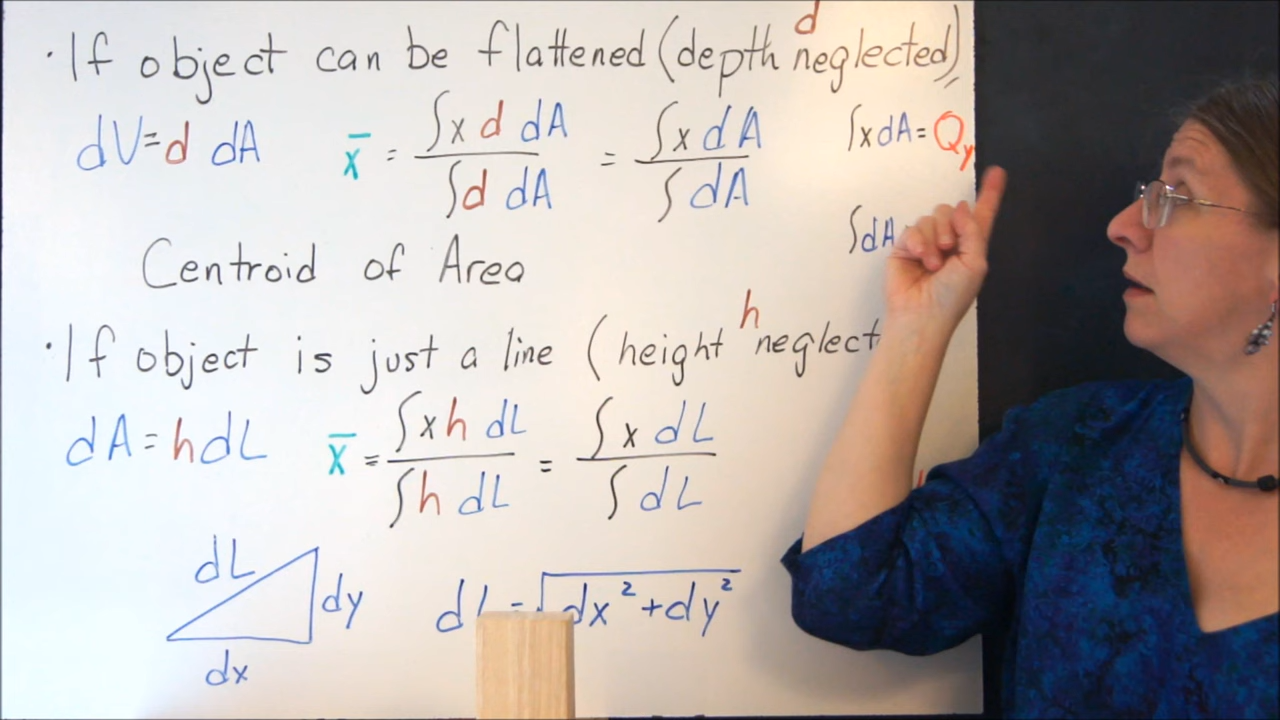 · If object can be flattened (depth d neglected)
dV = d dA x̄ = ∫x d dA / ∫d dA = ∫x dA / ∫dA ∫x dA = Qy
∫dA
Centroid of Area
· If object is just a line (height h neglect
dA = h dL x̄ = ∫x h dL / ∫h dL = ∫x dL / ∫dL
dL
dy dL = √dx² + dy²
dx